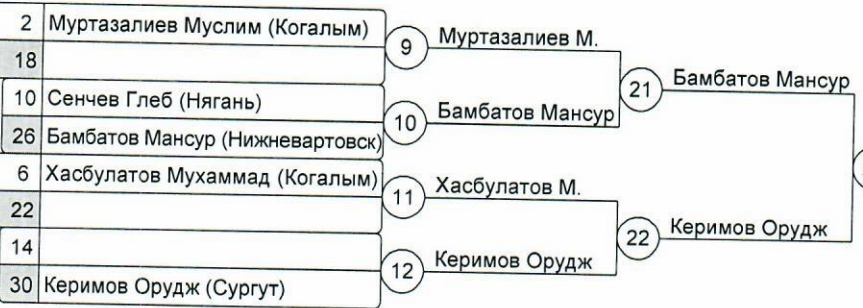 2 Муртазалиев Муслим (Когалым)
18
10 Сенчев Глеб (Нягань)
26 Бамбатов Мансур (Нижневартовск)
6 Хасбулатов Мухаммад (Когалым)
22
14
30 Керимов Орудж (Сургут)
9 Муртазалиев М.
10 Бамбатов Мансур
11 Хасбулатов М.
12 Керимов Орудж
21 Бамбатов Мансур
22 Керимов Орудж